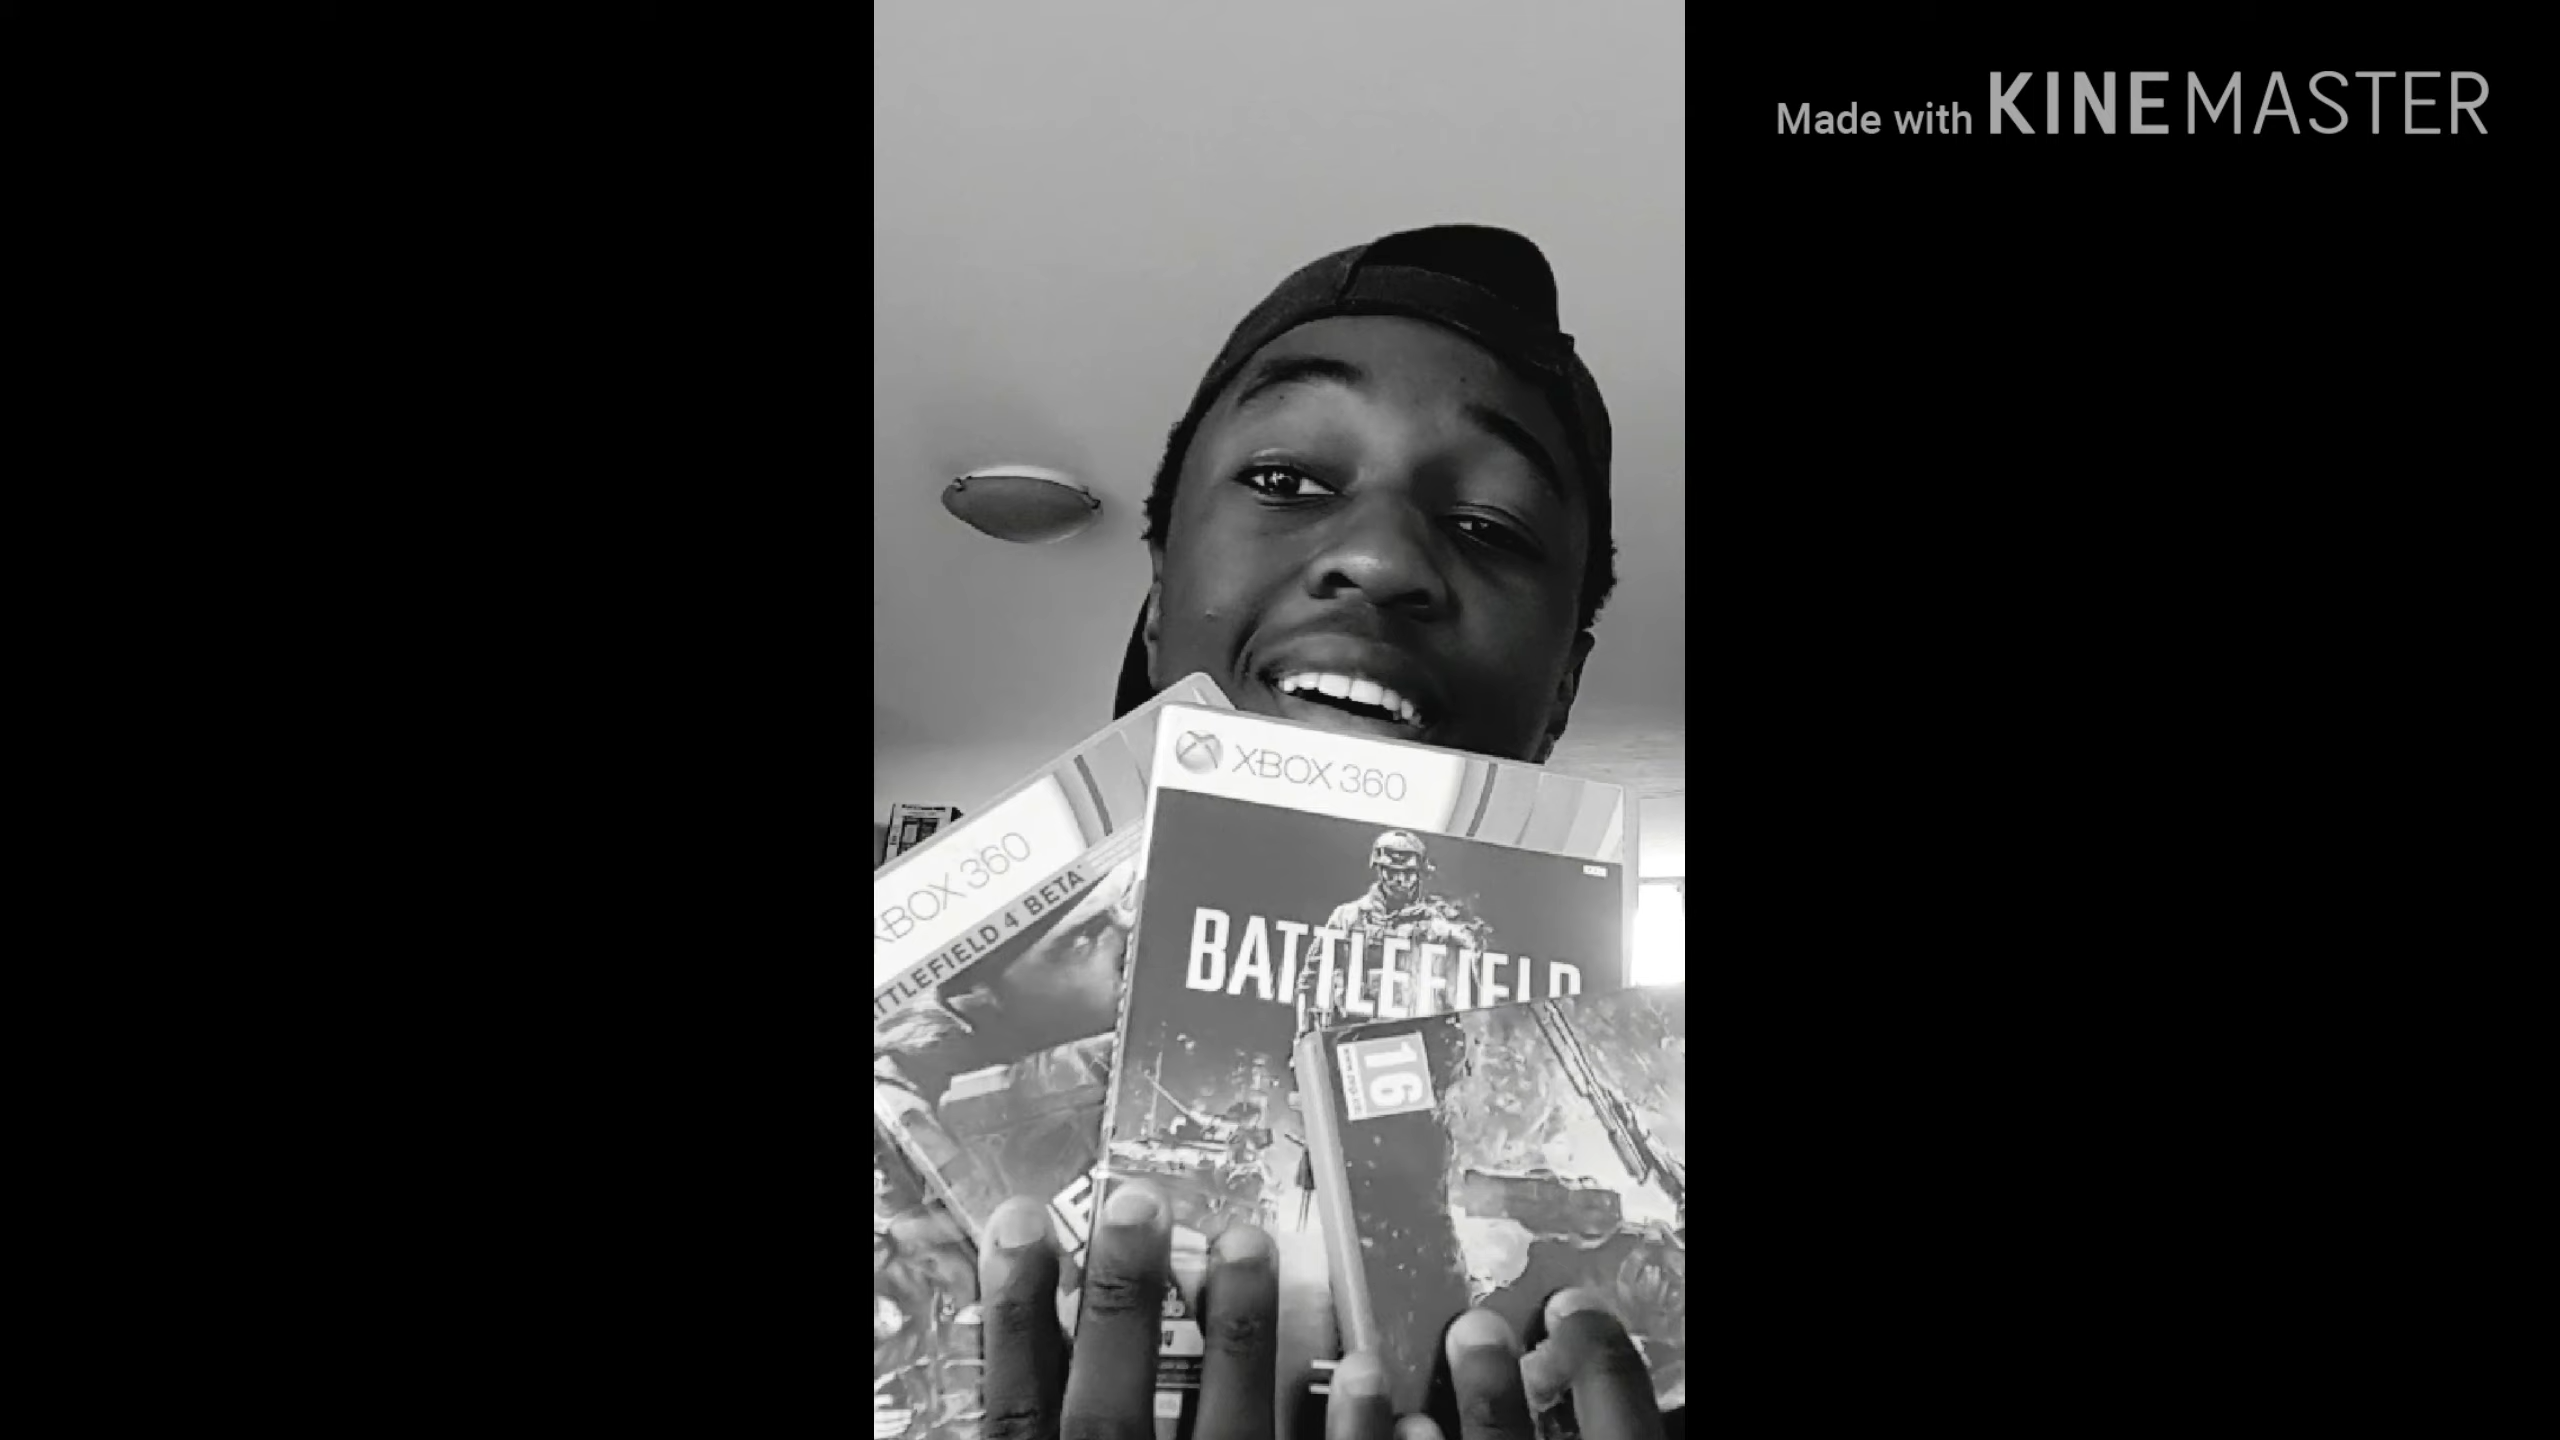 Made with KINEMASTER
XBOX 360
XBOX 360
BATTLEFIELD 4 BETA
BATTLEFIELD
16